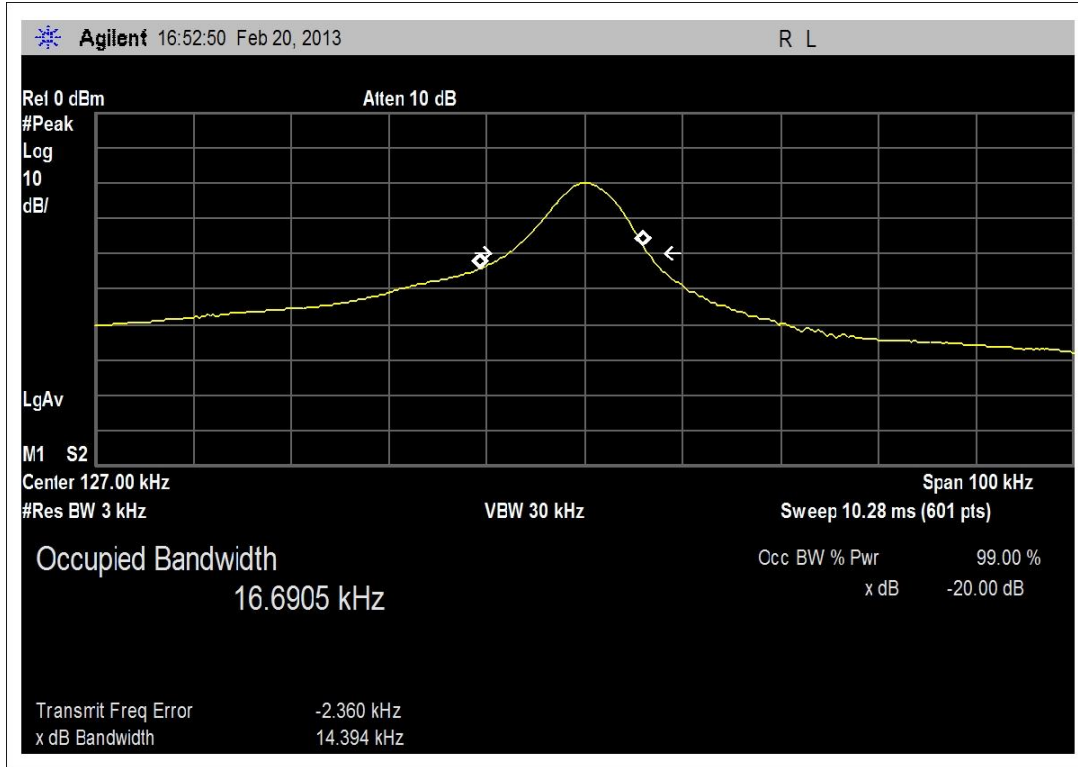 Agilent 16:52:50 Feb 20, 2013 R L
Ref 0 dBm Atten 10 dB
#Peak
Log
10
dB/
LgAv
M1 S2
Center 127.00 kHz Span 100 kHz
#Res BW 3 kHz VBW 30 kHz Sweep 10.28 ms (601 pts)
Occupied Bandwidth Occ BW % Pwr 99.00 %
16.6905 kHz x dB -20.00 dB
Transmit Freq Error -2.360 kHz
x dB Bandwidth 14.394 kHz